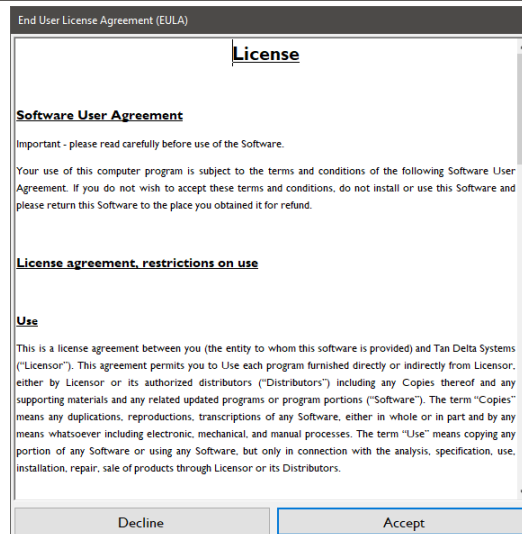 End User License Agreement (EULA)
License
Software User Agreement
Important - please read carefully before use of the Software.
Your use of this computer program is subject to the terms and conditions of the following Software User
Agreement. If you do not wish to accept these terms and conditions, do not install or use this Software and
please return this Software to the place you obtained it for refund.
License agreement, restrictions on use
Use
This is a license agreement between you (the entity to whom this software is provided) and Tan Delta Systems
(“Licensor”). This agreement permits you to Use each program furnished directly or indirectly from Licensor,
either by Licensor or its authorized distributors (“Distributors”) including any Copies thereof and any
supporting materials and any related updated programs or program portions (“Software”). The term “Copies”
means any duplications, reproductions, transcriptions of any Software, either in whole or in part and by any
means whatsoever including electronic, mechanical, and manual processes. The term “Use” means copying any
portion of any Software or using any Software, but only in connection with the analysis, specification, use,
installation, repair, sale of products through Licensor or its Distributors.
Decline
Accept